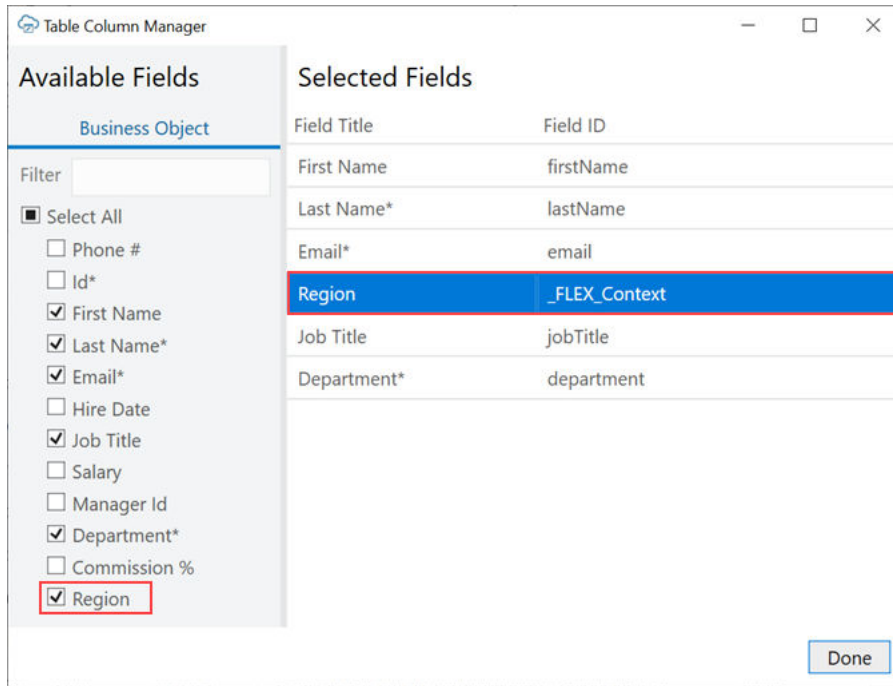 Table Column Manager
Available Fields
Business Object
Filter
Select All
Phone #
Id*
First Name
Last Name*
Email*
Hire Date
Job Title
Salary
Manager Id
Department*
Commission %
Region
Selected Fields
Field Title Field ID
First Name firstName
Last Name* lastName
Email* email
Region _FLEX_Context
Job Title jobTitle
Department* department
Done